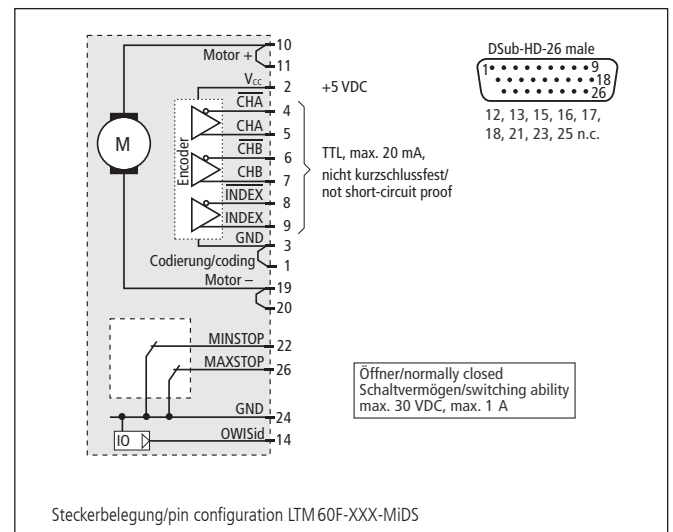 Motor + 10
11
V꜀꜀ 2 +5 VDC
C̅H̅A̅ 4
CHA 5
C̅H̅B̅ 6
CHB 7
I̅N̅D̅E̅X̅ 8
INDEX 9
GND 3
Codierung/coding 1
Motor – 19
20
M
Encoder
TTL, max. 20 mA,
nicht kurzschlussfest/
not short-circuit proof
DSub-HD-26 male
1 9
18
26
12, 13, 15, 16, 17,
18, 21, 23, 25 n.c.
MINSTOP 22
MAXSTOP 26
GND 24
IO OWISid 14
Öffner/normally closed
Schaltvermögen/switching ability
max. 30 VDC, max. 1 A
Steckerbelegung/pin configuration LTM 60F-XXX-MiDS